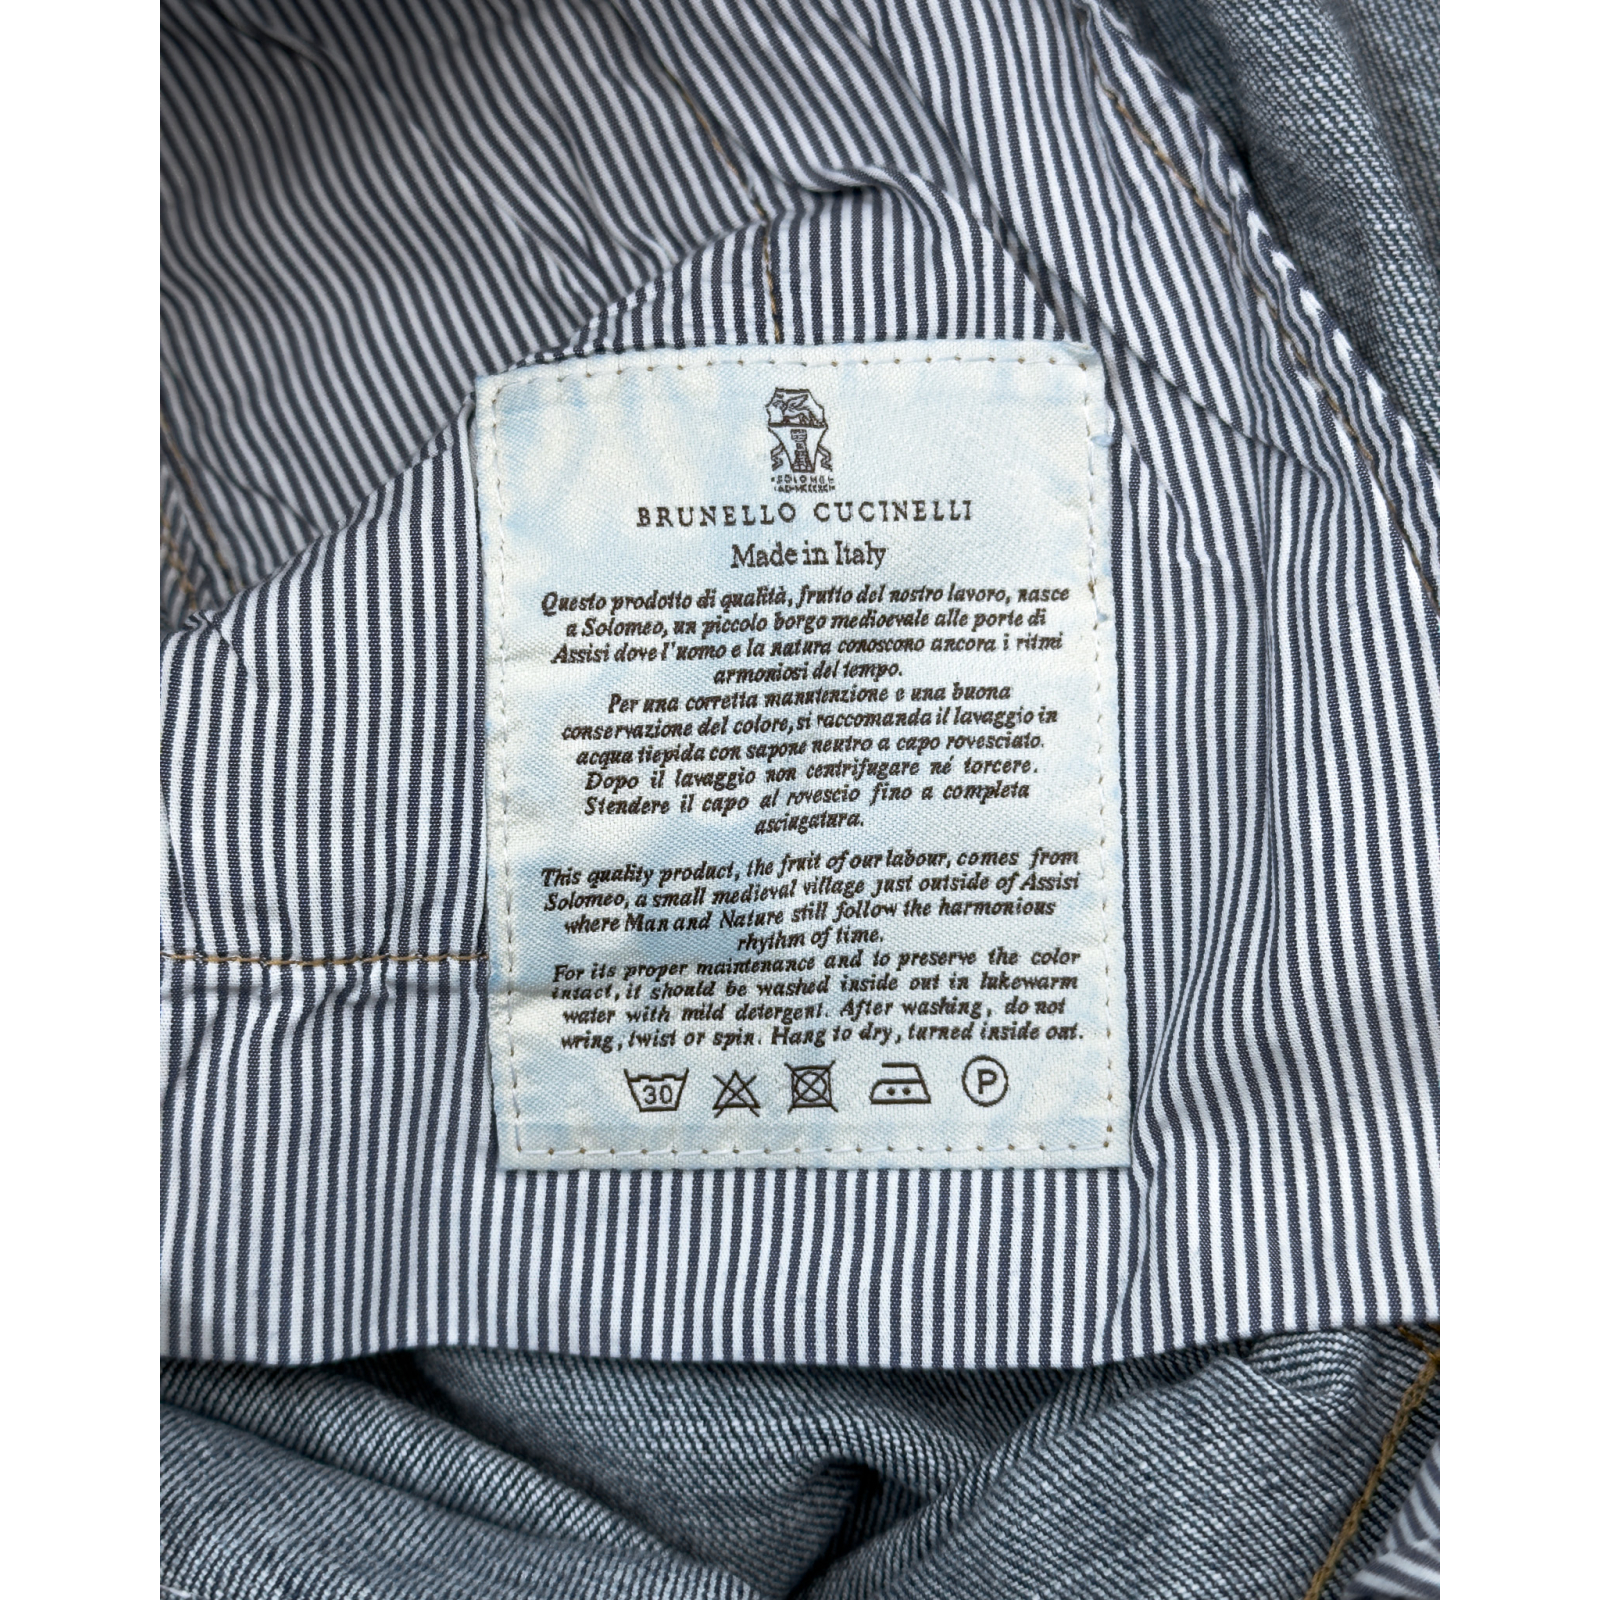 BRUNELLO CUCINELLI
Made in Italy
Questo prodotto di qualità, frutto del nostro lavoro, nasce
a Solomeo, un piccolo borgo medioevale alle porte di
Assisi dove l'uomo e la natura conoscono ancora i ritmi
armoniosi del tempo.
Per una corretta manutenzione e una buona
conservazione del colore, si raccomanda il lavaggio in
acqua tiepida con sapone neutro a capo rovesciato.
Dopo il lavaggio non centrifugare né torcere.
Stendere il capo al rovescio fino a completa
asciugatura.
This quality product, the fruit of our labour, comes from
Solomeo, a small medieval village just outside of Assisi
where Man and Nature still follow the harmonious
rhythm of time.
For its proper maintenance and to preserve the color
intact, it should be washed inside out in lukewarm
water with mild detergent. After washing, do not
wring, twist or spin. Hang to dry, turned inside out.
30 P